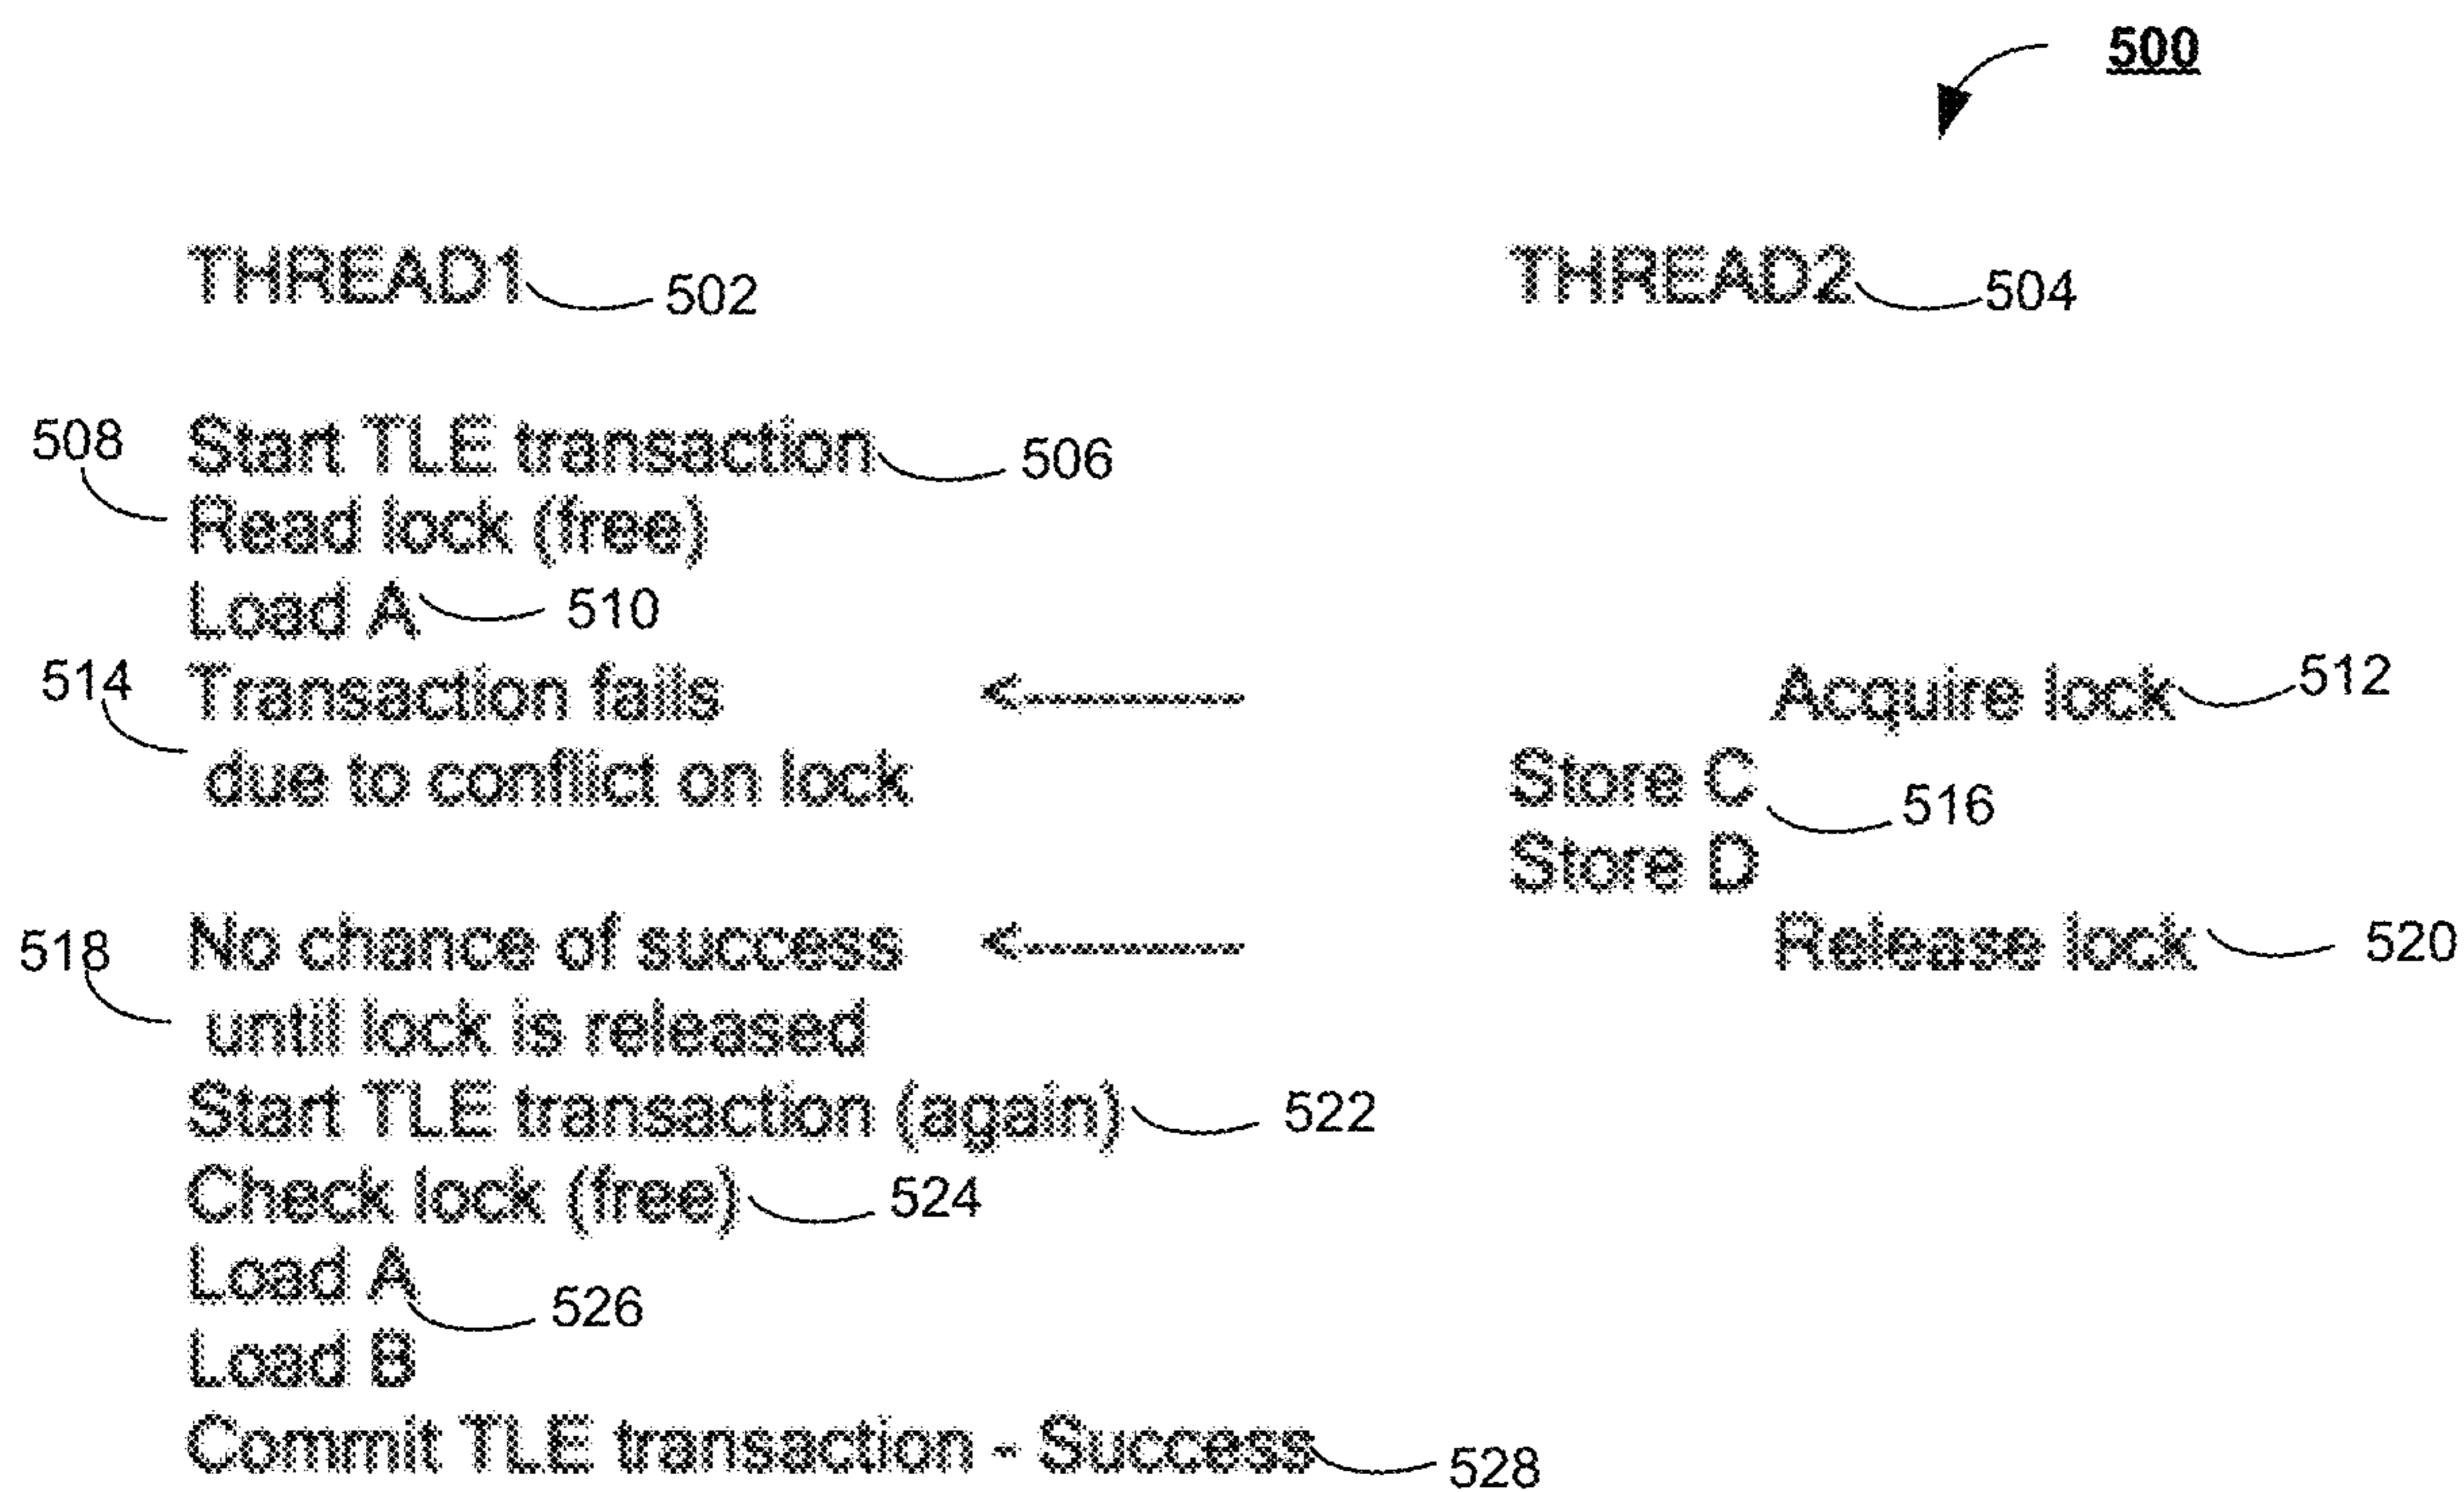 500
THREAD1 502 THREAD2 504
508 Start TLE transaction 506
Read lock (free)
Load A 510
514 Transaction fails <------------ Acquire lock 512
due to conflict on lock Store C 516
Store D
518 No chance of success <------------ Release lock 520
until lock is released
Start TLE transaction (again) 522
Check lock (free) 524
Load A 526
Load B
Commit TLE transaction - Success 528